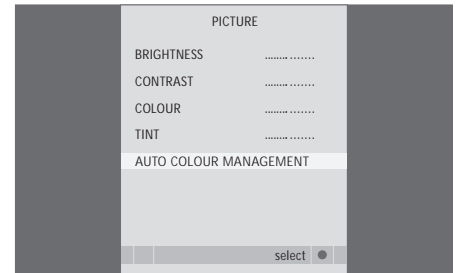 PICTURE
BRIGHTNESS ...............
CONTRAST ...............
COLOUR ...............
TINT ...............
AUTO COLOUR MANAGEMENT
select